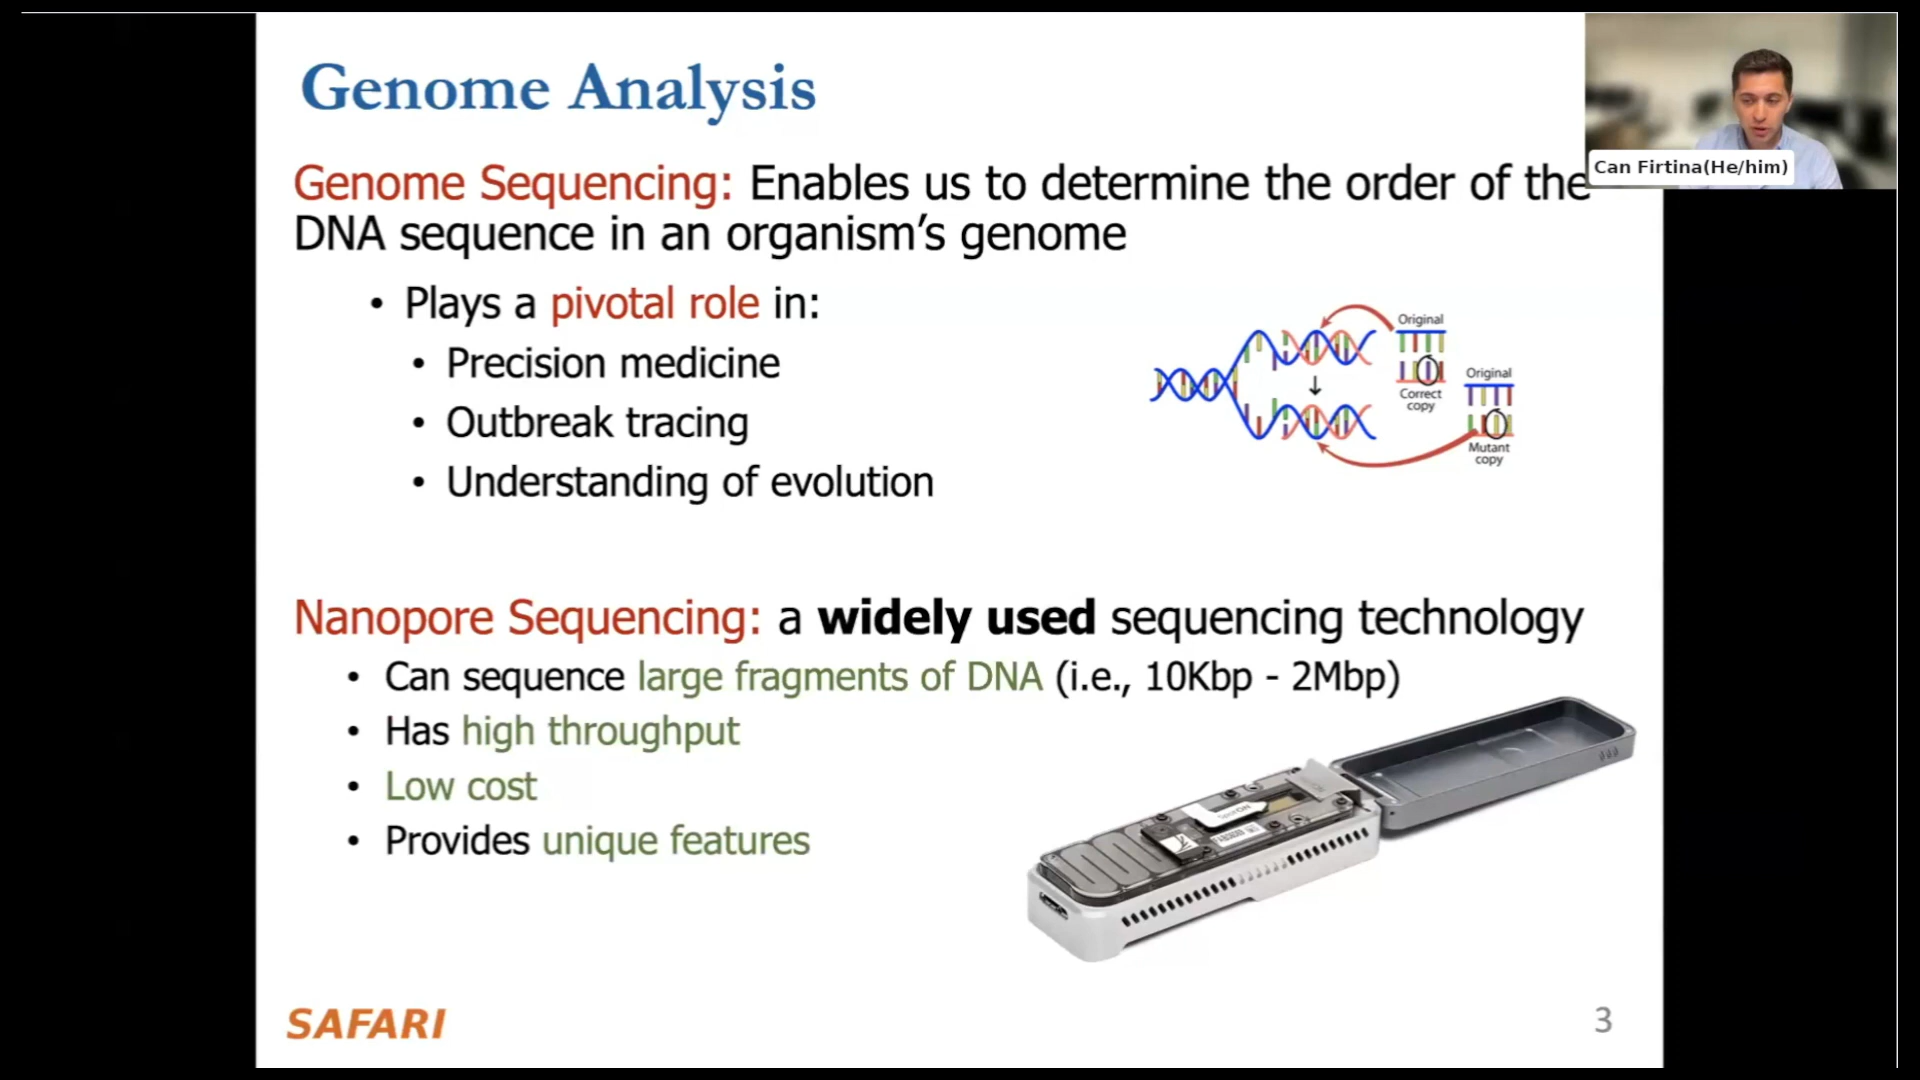 Genome Analysis
Can Firtina(He/him)
Genome Sequencing: Enables us to determine the order of the
DNA sequence in an organism’s genome
• Plays a pivotal role in:
• Precision medicine
• Outbreak tracing
• Understanding of evolution
Original
Correct
copy
Original
Mutant
copy
Nanopore Sequencing: a widely used sequencing technology
• Can sequence large fragments of DNA (i.e., 10Kbp - 2Mbp)
• Has high throughput
• Low cost
• Provides unique features
SAFARI
3